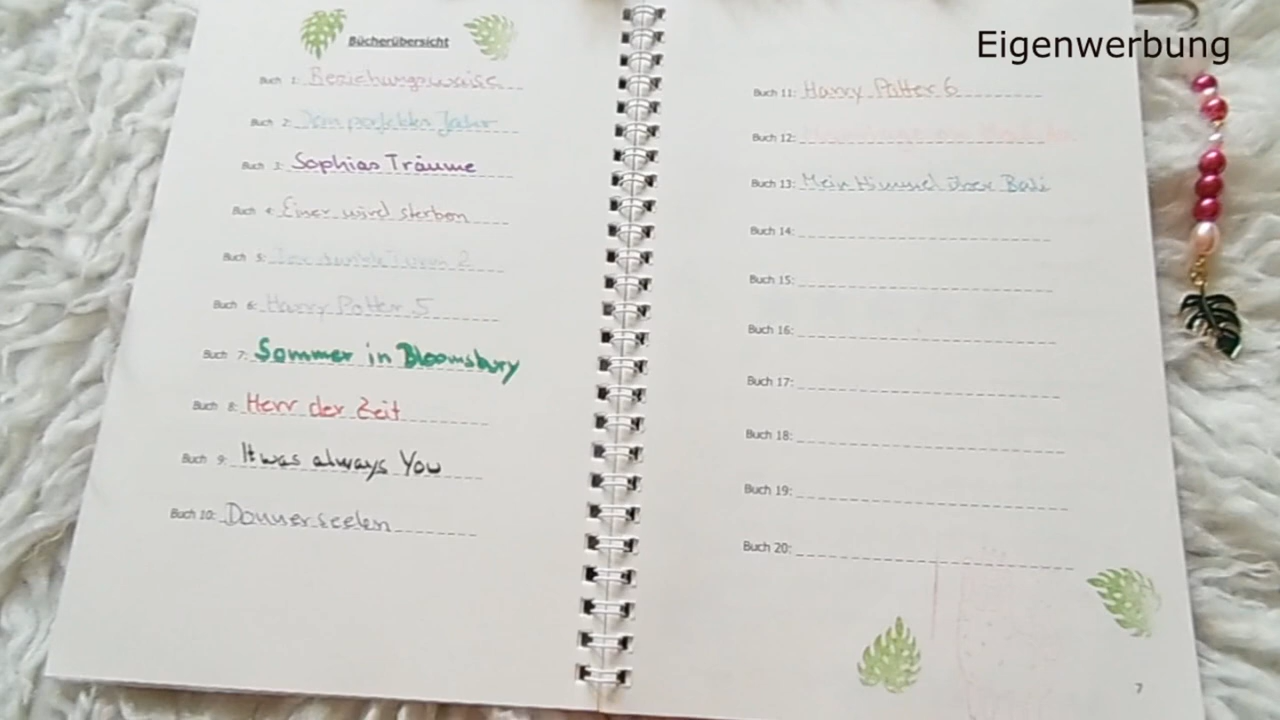 Eigenwerbung
Bücherübersicht
Buch 1: Beziehungsweise
Buch 2: Dein perfektes Jahr
Buch 3: Sophias Träume
Buch 4: Einer wird sterben
Buch 5: 2
Buch 6: Harry Potter 5
Buch 7: Sommer in Bloomsbury
Buch 8: Herr der Zeit
Buch 9: It was always You
Buch 10: Donnerseelen
Buch 11: Harry Potter 6
Buch 12:
Buch 13: Mein Himmel über Bali
Buch 14:
Buch 15:
Buch 16:
Buch 17:
Buch 18:
Buch 19:
Buch 20:
7